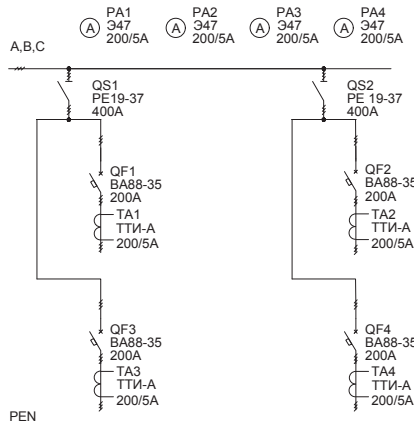 A PA1
Э47
200/5A
A PA2
Э47
200/5A
A PA3
Э47
200/5A
A PA4
Э47
200/5A
A,B,C
QS1
PE19-37
400A
QS2
PE 19-37
400A
QF1
BA88-35
200A
TA1
ТТИ-А
200/5A
QF2
BA88-35
200A
TA2
ТТИ-А
200/5A
QF3
BA88-35
200A
TA3
ТТИ-А
200/5A
QF4
BA88-35
200A
TA4
ТТИ-А
200/5A
PEN